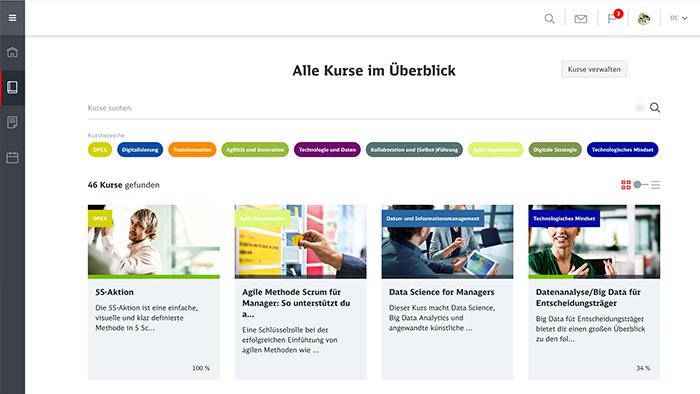 3
DE
Alle Kurse im Überblick
Kurse verwalten
Kurse suchen
Kursbereiche
OPEX
Digitalisierung
Transformation
Agilität und Innovation
Technologie und Daten
Kollaboration und (Selbst-)Führung
Agile Organisation
Digitale Strategie
Technologisches Mindset
46 Kurse gefunden
OPEX
5S-Aktion
Die 5S-Aktion ist eine einfache,
visuelle und klar definierte
Methode in 5 Sc...
100 %
Agile Organisation
Agile Methode Scrum für
Manager: So unterstützt du
a...
Eine Schlüsselrolle bei der
erfolgreichen Einführung von
agilen Methoden wie ...
Daten- und Informationsmanagement
Data Science for Managers
Dieser Kurs macht Data Science,
Big Data Analytics und
angewandte künstliche ...
Technologisches Mindset
Datenanalyse/Big Data für
Entscheidungsträger
Big Data für Entscheidungsträger
bietet dir einen großen Überblick
zu den fol...
34 %